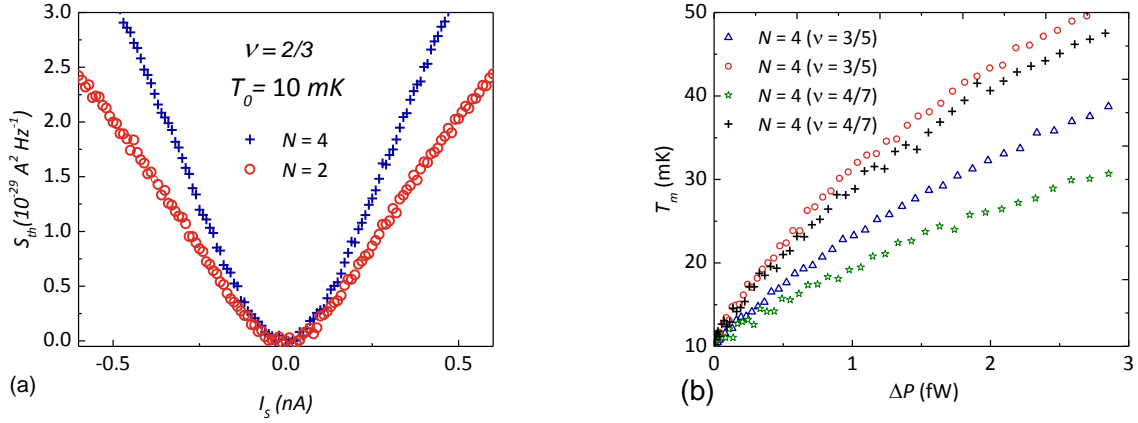 3.0
2.5
2.0
1.5
1.0
0.5
0.0
S_th(10^-29 A^2 Hz^-1)
ν = 2/3
T_0= 10 mK
N = 4
N = 2
-0.5
0.0
0.5
I_S (nA)
(a)
50
40
30
20
10
T_m (mK)
N = 4 (ν = 3/5)
N = 4 (ν = 3/5)
N = 4 (ν = 4/7)
N = 4 (ν = 4/7)
0
1
2
3
ΔP (fW)
(b)